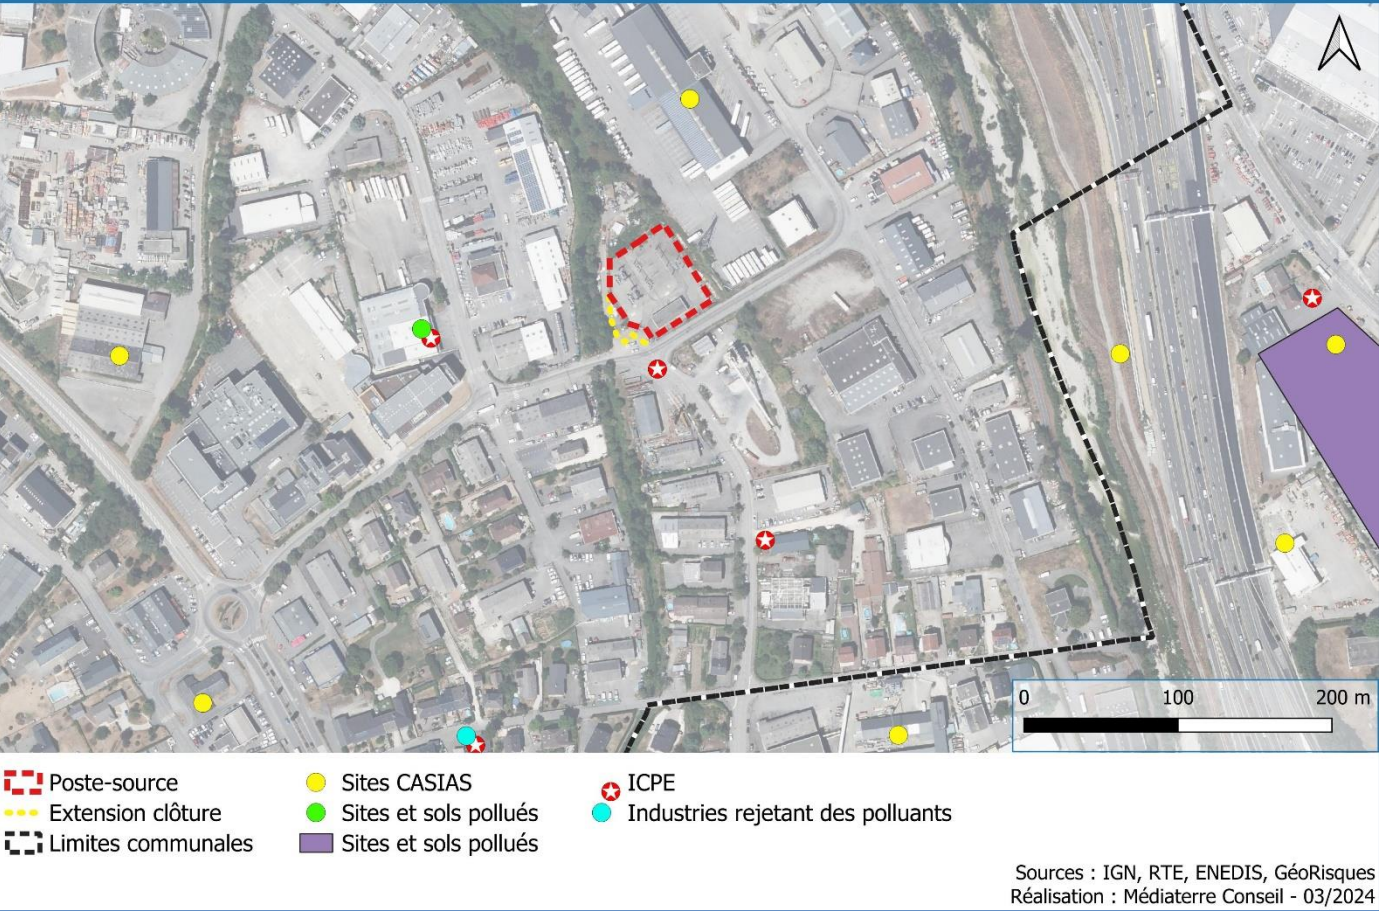 0 100 200 m
Poste-source
Extension clôture
Limites communales
Sites CASIAS
Sites et sols pollués
Sites et sols pollués
ICPE
Industries rejetant des polluants
Sources : IGN, RTE, ENEDIS, GéoRisques
Réalisation : Médiaterre Conseil - 03/2024